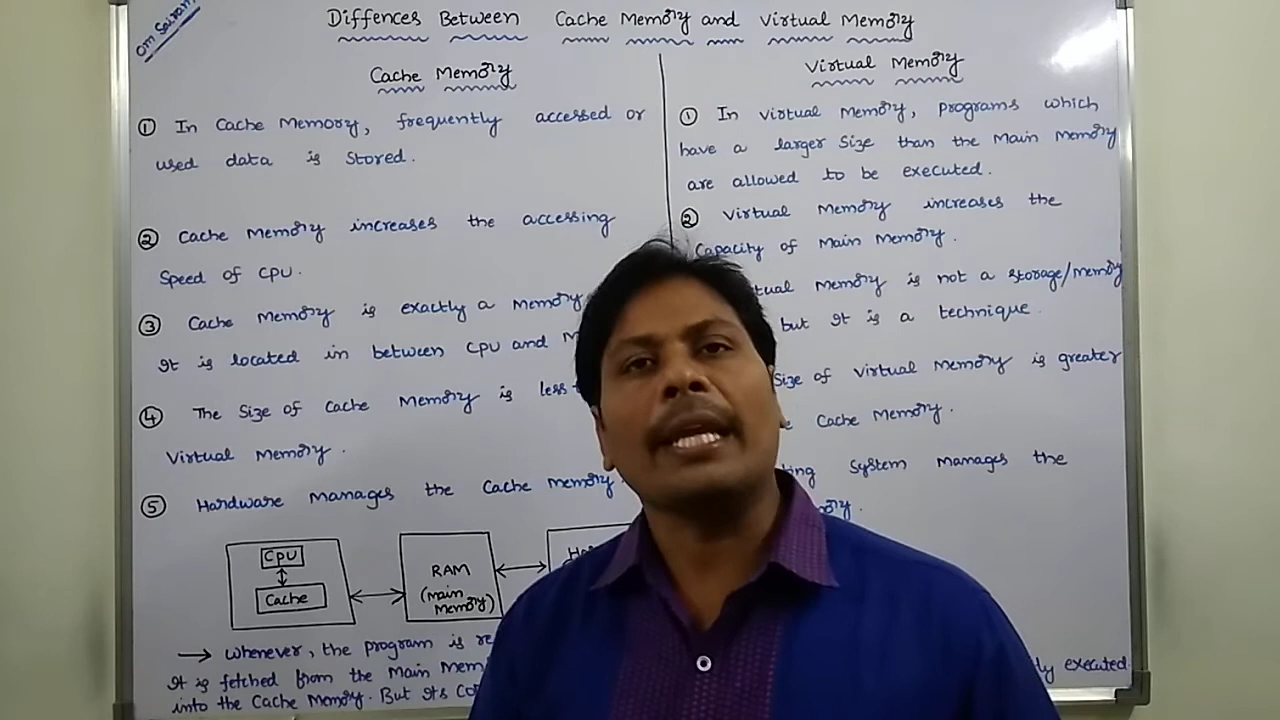 Om Sairam
Diffences Between Cache Memory and Virtual Memory
Cache Memory
① In Cache Memory, frequently accessed or
used data is stored.
② Cache Memory increases the accessing
Speed of CPU.
③ Cache Memory is exactly a Memory
It is located in between CPU and
④ The Size of Cache Memory is less
Virtual Memory.
⑤ Hardware manages the Cache memory.
Virtual Memory
① In Virtual Memory, programs which
have a larger Size than the Main Memory
are allowed to be executed.
② Virtual Memory increases the
Capacity of Main Memory.
tual Memory is not a storage/memory
but It is a technique.
Size of Virtual Memory is greater
Cache Memory.
ting System manages the
CPU
Cache
RAM
(main
memory)
→ Whenever, the program is re
It is fetched from the Main Mem
ly executed.
into the Cache Memory. But Its Co